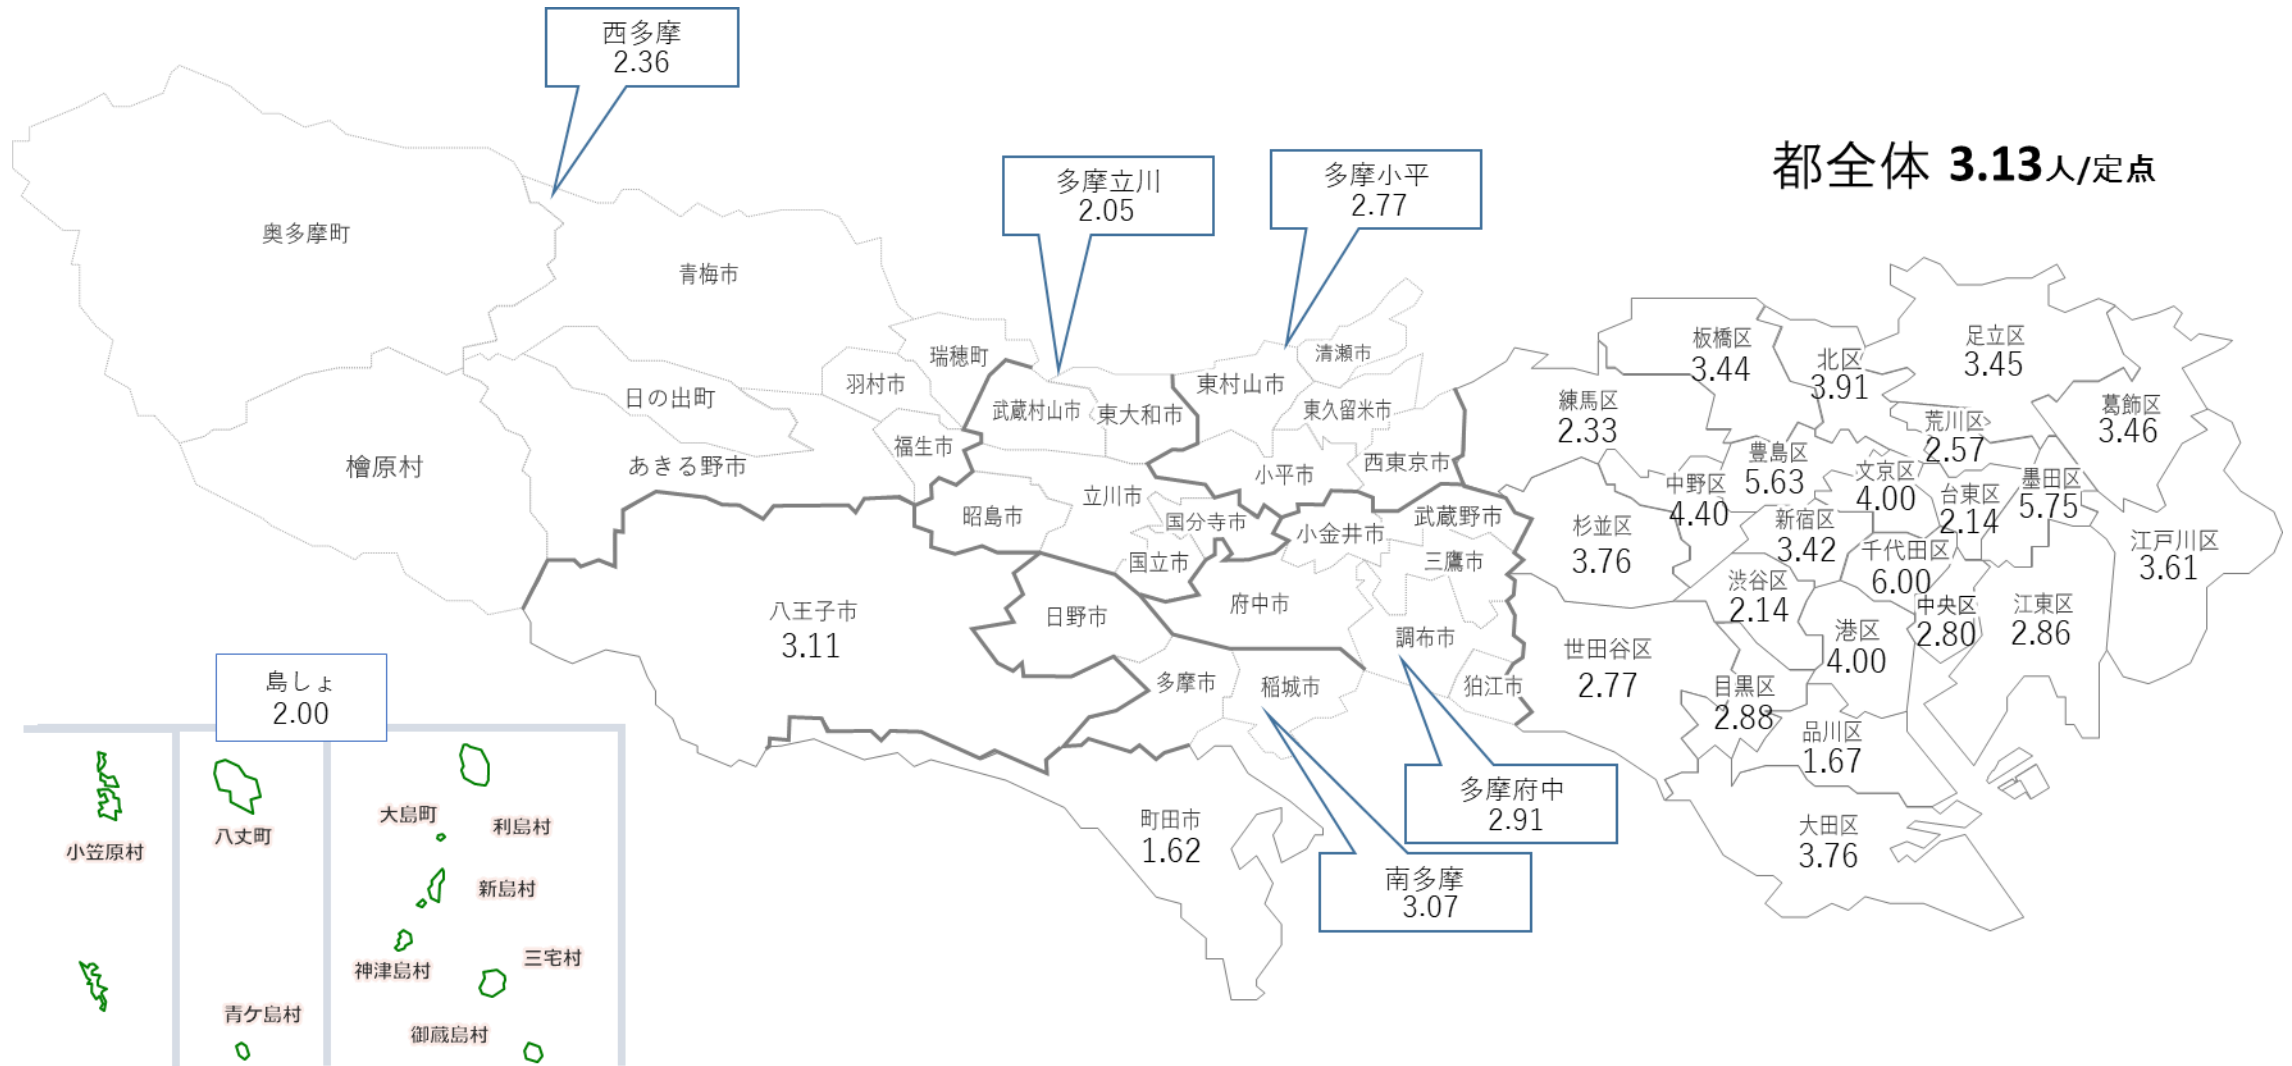 西多摩
2.36
多摩立川
2.05
多摩小平
2.77
都全体 3.13人/定点
奥多摩町
青梅市
瑞穂町
羽村市
日の出町
福生市
あきる野市
檜原村
武蔵村山市
東大和市
東村山市
清瀬市
東久留米市
小平市
西東京市
立川市
昭島市
国分寺市
国立市
小金井市
武蔵野市
三鷹市
府中市
調布市
狛江市
八王子市
3.11
日野市
多摩市
稲城市
町田市
1.62
多摩府中
2.91
南多摩
3.07
板橋区
3.44
北区
3.91
足立区
3.45
練馬区
2.33
荒川区
2.57
葛飾区
3.46
豊島区
5.63
中野区
4.40
文京区
4.00
台東区
2.14
墨田区
5.75
杉並区
3.76
新宿区
3.42
千代田区
6.00
江戸川区
3.61
渋谷区
2.14
中央区
2.80
江東区
2.86
世田谷区
2.77
港区
4.00
目黒区
2.88
品川区
1.67
大田区
3.76
島しょ
2.00
小笠原村
八丈町
青ケ島村
大島町
利島村
新島村
神津島村
三宅村
御蔵島村